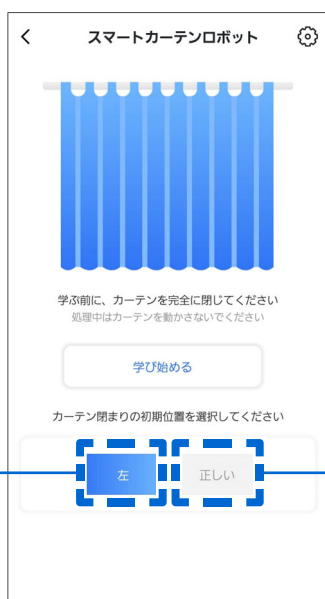 スマートカーテンロボット
学ぶ前に、カーテンを完全に閉じてください
処理中はカーテンを動かさないでください
学び始める
カーテン閉まりの初期位置を選択してください
左
正しい